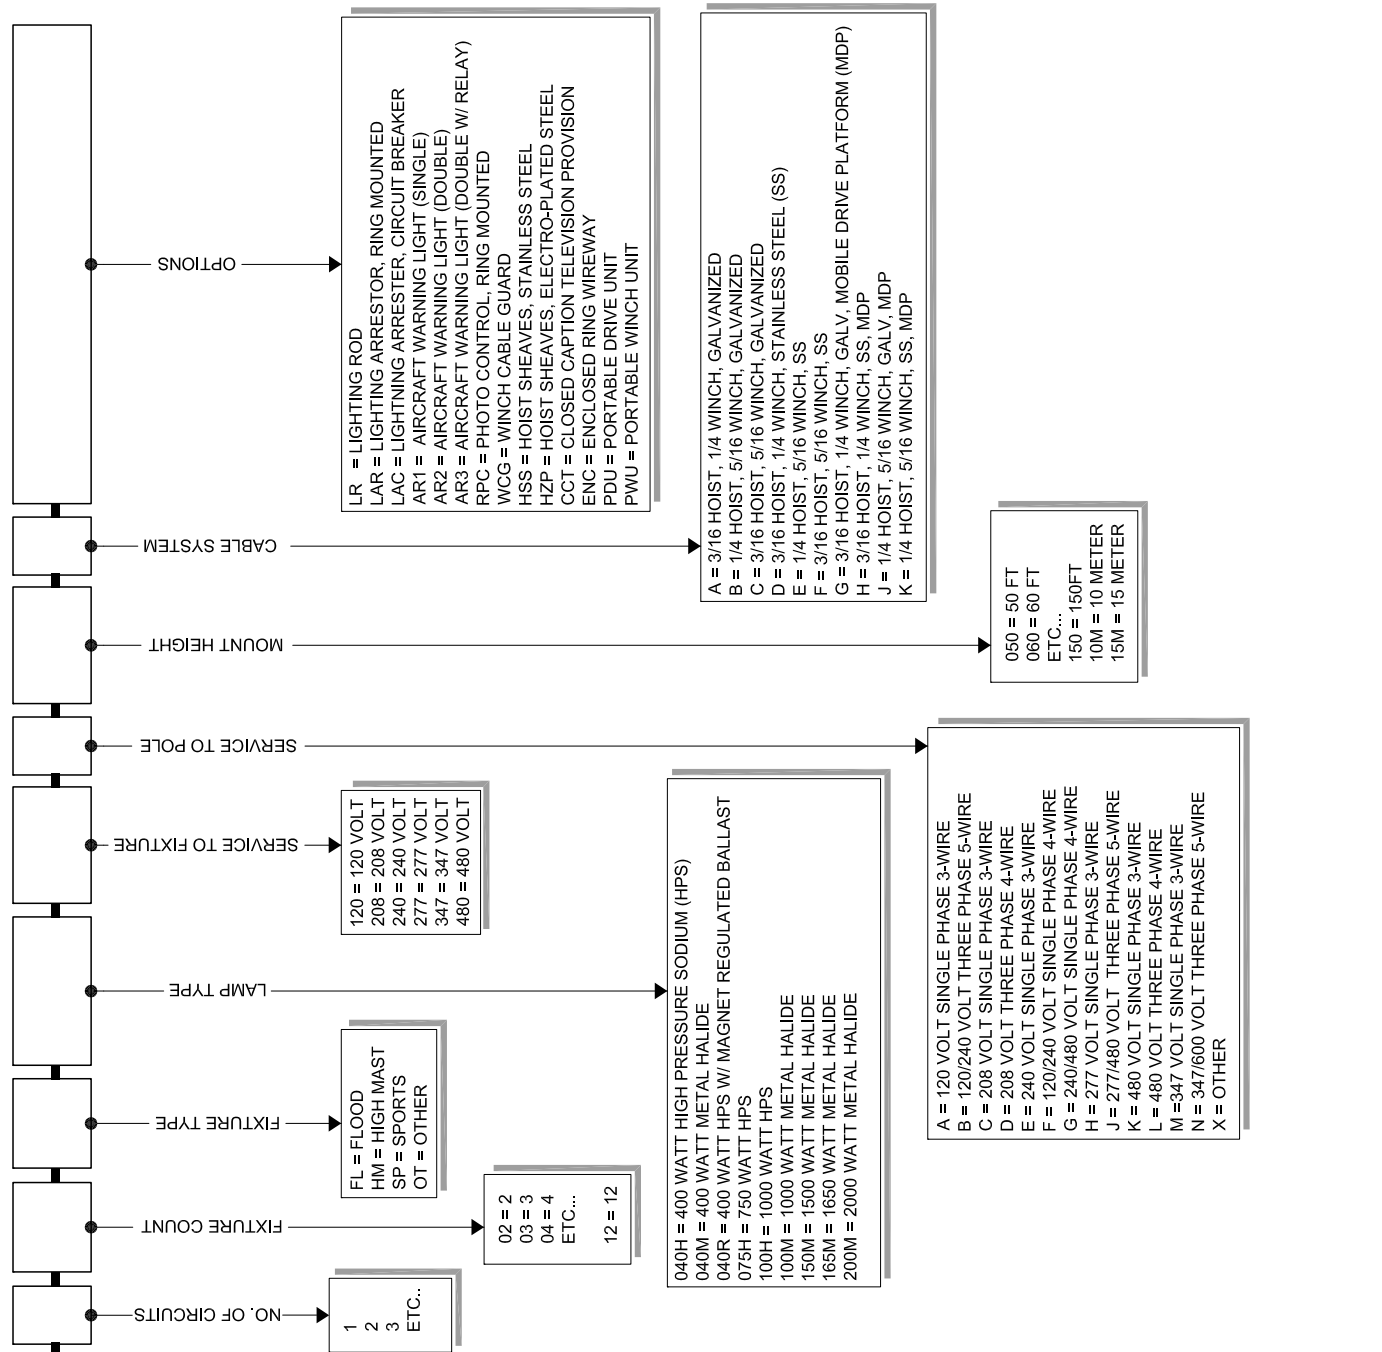 NO. OF CIRCUITS
1
2
3
ETC..
FIXTURE COUNT
02 = 2
03 = 3
04 = 4
ETC...
12 = 12
FIXTURE TYPE
FL = FLOOD
HM = HIGH MAST
SP = SPORTS
OT = OTHER
LAMP TYPE
040H = 400 WATT HIGH PRESSURE SODIUM (HPS)
040M = 400 WATT METAL HALIDE
040R = 400 WATT HPS W/ MAGNET REGULATED BALLAST
075H = 750 WATT HPS
100H = 1000 WATT HPS
100M = 1000 WATT METAL HALIDE
150M = 1500 WATT METAL HALIDE
165M = 1650 WATT METAL HALIDE
200M = 2000 WATT METAL HALIDE
SERVICE TO FIXTURE
120 = 120 VOLT
208 = 208 VOLT
240 = 240 VOLT
277 = 277 VOLT
347 = 347 VOLT
480 = 480 VOLT
SERVICE TO POLE
A = 120 VOLT SINGLE PHASE 3-WIRE
B = 120/240 VOLT THREE PHASE 5-WIRE
C = 208 VOLT SINGLE PHASE 3-WIRE
D = 208 VOLT THREE PHASE 4-WIRE
E = 240 VOLT SINGLE PHASE 3-WIRE
F = 120/240 VOLT SINGLE PHASE 4-WIRE
G = 240/480 VOLT SINGLE PHASE 4-WIRE
H = 277 VOLT SINGLE PHASE 3-WIRE
J = 277/480 VOLT THREE PHASE 5-WIRE
K = 480 VOLT SINGLE PHASE 3-WIRE
L = 480 VOLT THREE PHASE 4-WIRE
M =347 VOLT SINGLE PHASE 3-WIRE
N = 347/600 VOLT THREE PHASE 5-WIRE
X = OTHER
MOUNT HEIGHT
050 = 50 FT
060 = 60 FT
ETC...
150 = 150FT
10M = 10 METER
15M = 15 METER
CABLE SYSTEM
A = 3/16 HOIST, 1/4 WINCH, GALVANIZED
B = 1/4 HOIST, 5/16 WINCH, GALVANIZED
C = 3/16 HOIST, 5/16 WINCH, GALVANIZED
D = 3/16 HOIST, 1/4 WINCH, STAINLESS STEEL (SS)
E = 1/4 HOIST, 5/16 WINCH, SS
F = 3/16 HOIST, 5/16 WINCH, SS
G = 3/16 HOIST, 1/4 WINCH, GALV, MOBILE DRIVE PLATFORM (MDP)
H = 3/16 HOIST, 1/4 WINCH, SS, MDP
J = 1/4 HOIST, 5/16 WINCH, GALV, MDP
K = 1/4 HOIST, 5/16 WINCH, SS, MDP
OPTIONS
LR = LIGHTING ROD
LAR = LIGHTING ARRESTOR, RING MOUNTED
LAC = LIGHTNING ARRESTER, CIRCUIT BREAKER
AR1 = AIRCRAFT WARNING LIGHT (SINGLE)
AR2 = AIRCRAFT WARNING LIGHT (DOUBLE)
AR3 = AIRCRAFT WARNING LIGHT (DOUBLE W/ RELAY)
RPC = PHOTO CONTROL, RING MOUNTED
WCG = WINCH CABLE GUARD
HSS = HOIST SHEAVES, STAINLESS STEEL
HZP = HOIST SHEAVES, ELECTRO-PLATED STEEL
CCT = CLOSED CAPTION TELEVISION PROVISION
ENC = ENCLOSED RING WIREWAY
PDU = PORTABLE DRIVE UNIT
PWU = PORTABLE WINCH UNIT